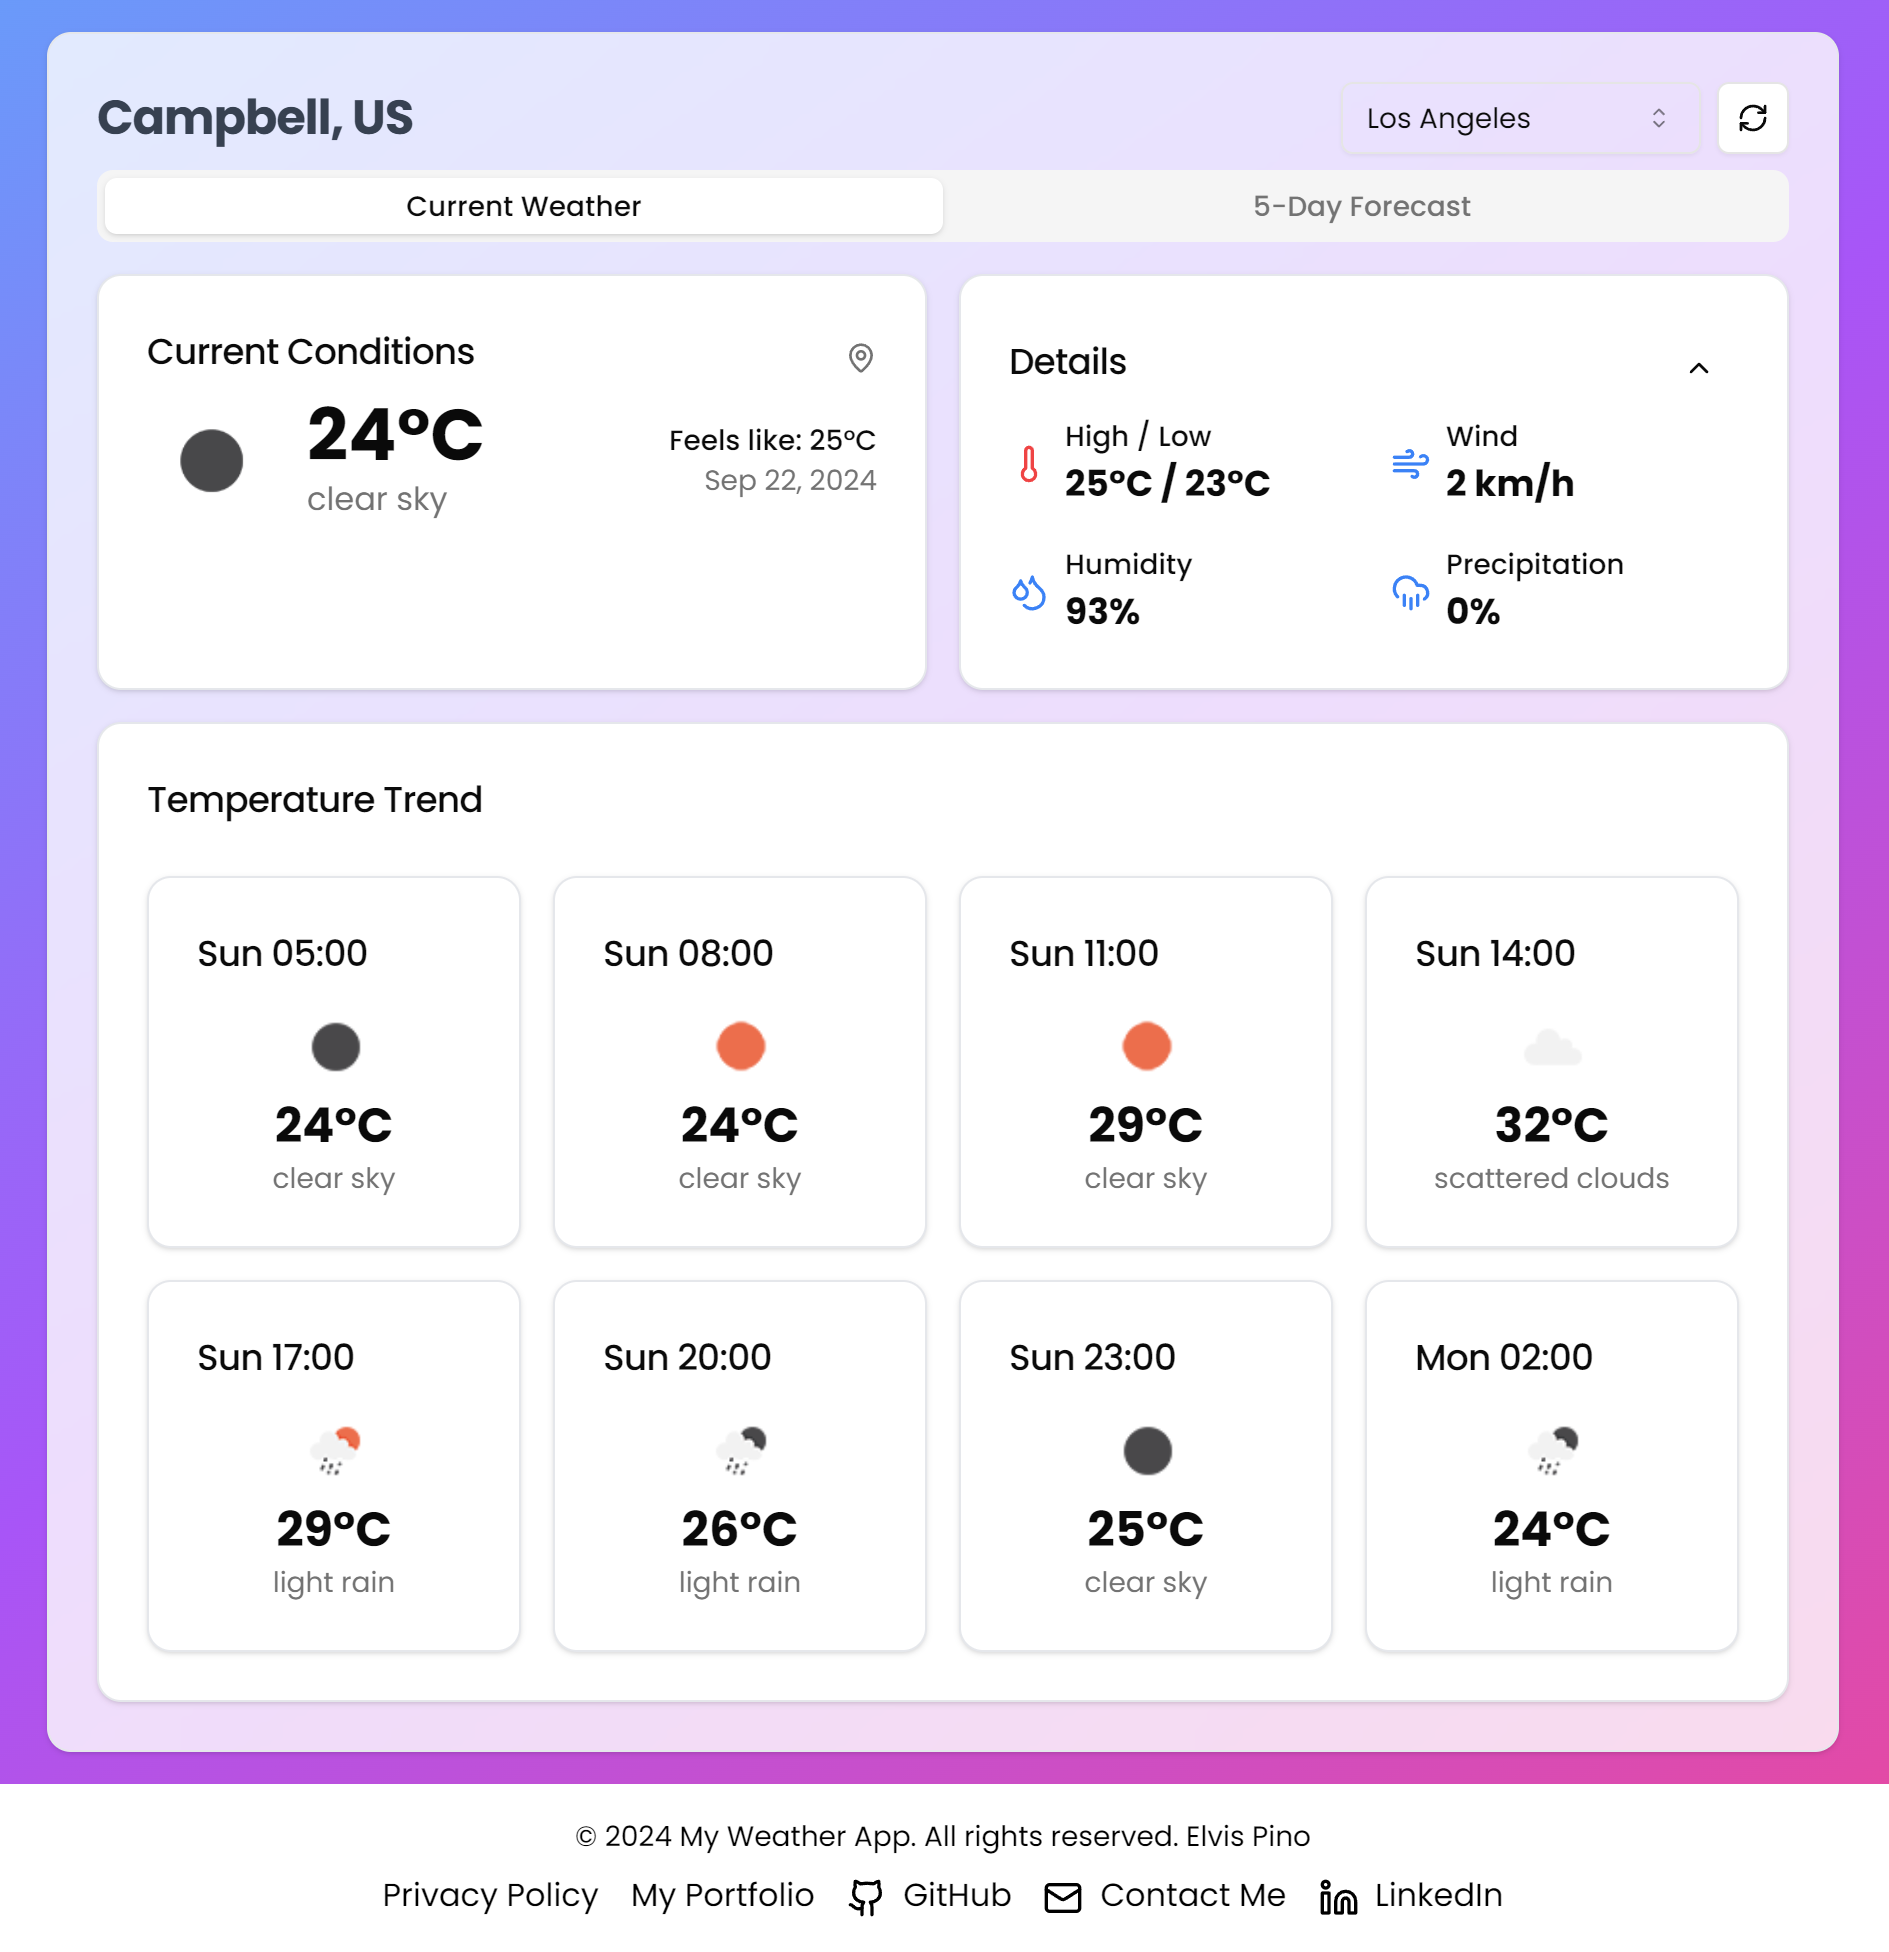 Campbell, US
Los Angeles
Current Weather
5-Day Forecast
Current Conditions
24°C
clear sky
Feels like: 25°C
Sep 22, 2024
Details
High / Low
25°C / 23°C
Wind
2 km/h
Humidity
93%
Precipitation
0%
Temperature Trend
Sun 05:00
24°C
clear sky
Sun 08:00
24°C
clear sky
Sun 11:00
29°C
clear sky
Sun 14:00
32°C
scattered clouds
Sun 17:00
29°C
light rain
Sun 20:00
26°C
light rain
Sun 23:00
25°C
clear sky
Mon 02:00
24°C
light rain
© 2024 My Weather App. All rights reserved. Elvis Pino
Privacy Policy My Portfolio GitHub Contact Me LinkedIn